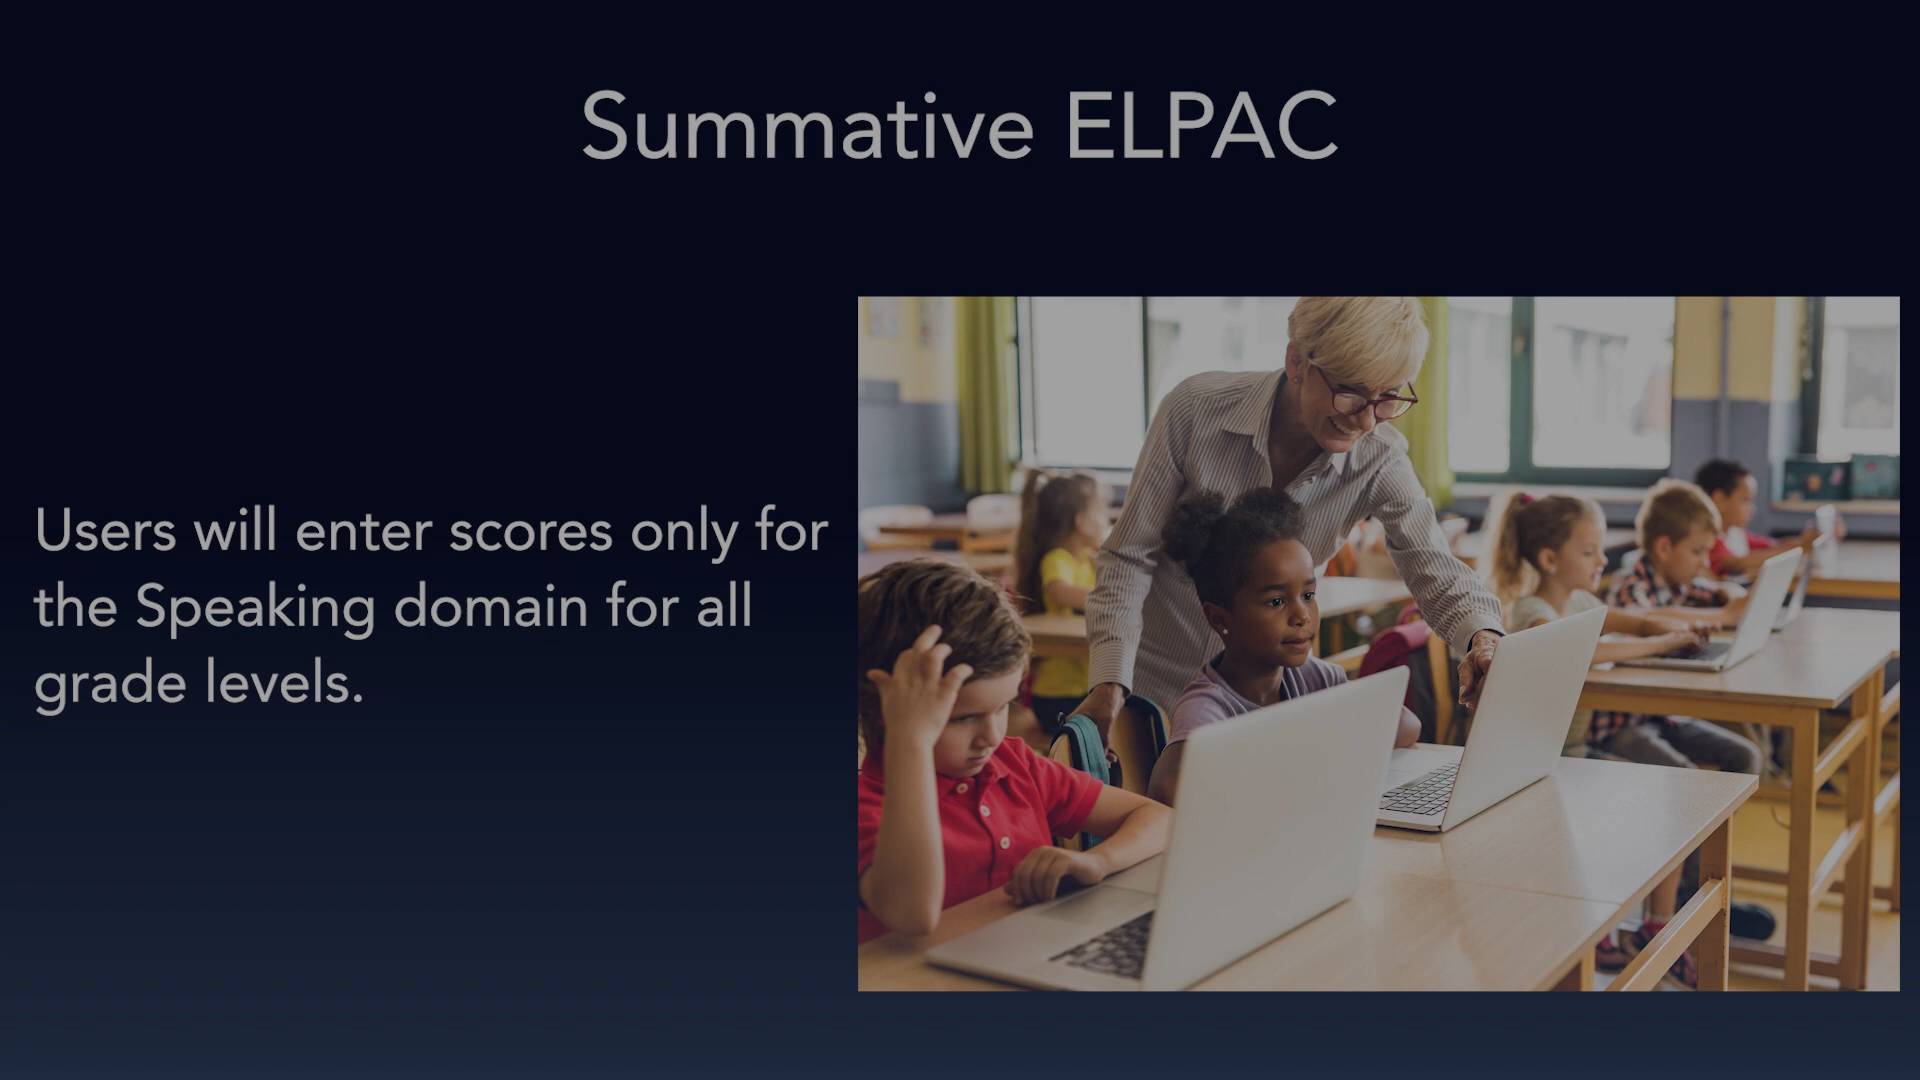 Summative ELPAC
Users will enter scores only for
the Speaking domain for all
grade levels.